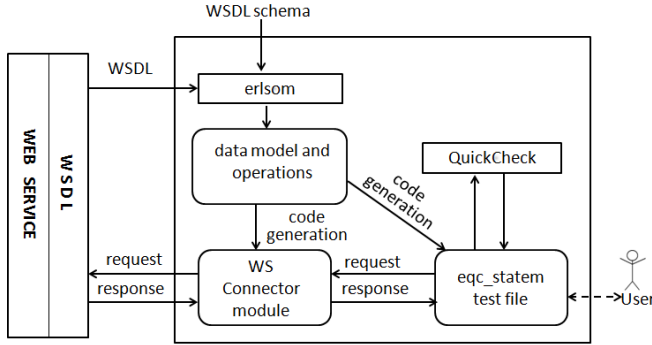 WSDL schema
WSDL
erlsom
WEB SERVICE
WSDL
data model and
operations
QuickCheck
code
generation
code
generation
request
response
WS
Connector
module
request
response
eqc_statem
test file
User